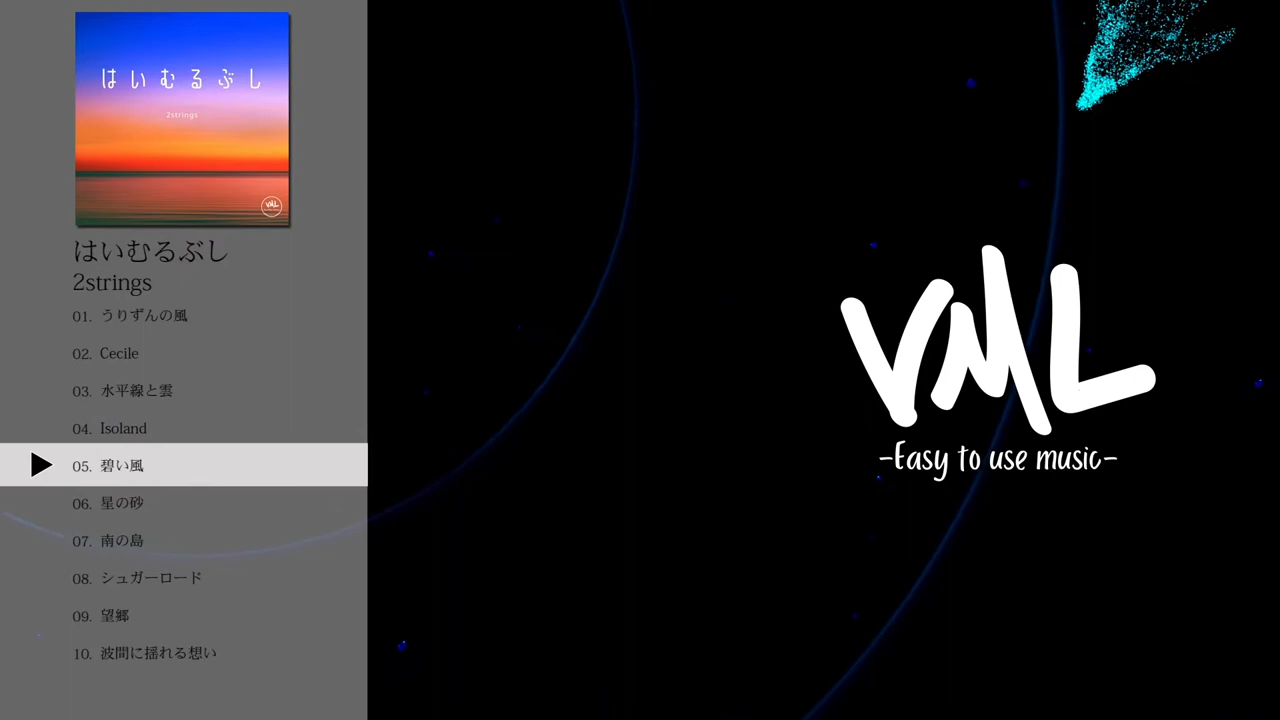 はいむるぶし
2strings
VML
はいむるぶし
2strings
01. うりずんの風
02. Cecile
03. 水平線と雲
04. Isoland
05. 碧い風
06. 星の砂
07. 南の島
08. シュガーロード
09. 望郷
10. 波間に揺れる想い
VML
-Easy to use music-